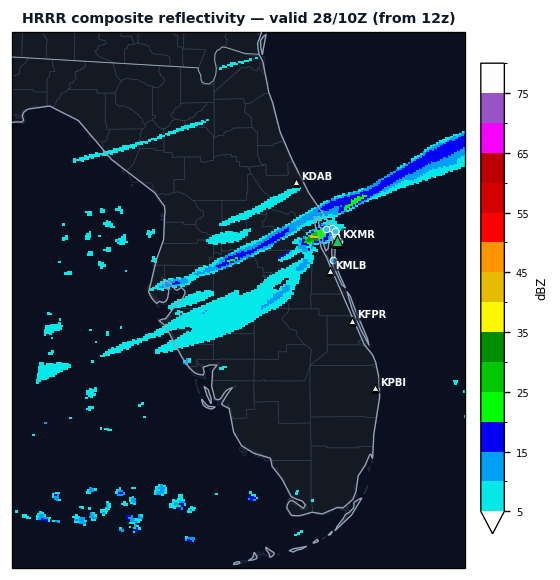 HRRR composite reflectivity — valid 28/10Z (from 12z)
75
65
55
45
35
25
15
5
dBZ
KDAB
KXMR
KMLB
KFPR
KPBI